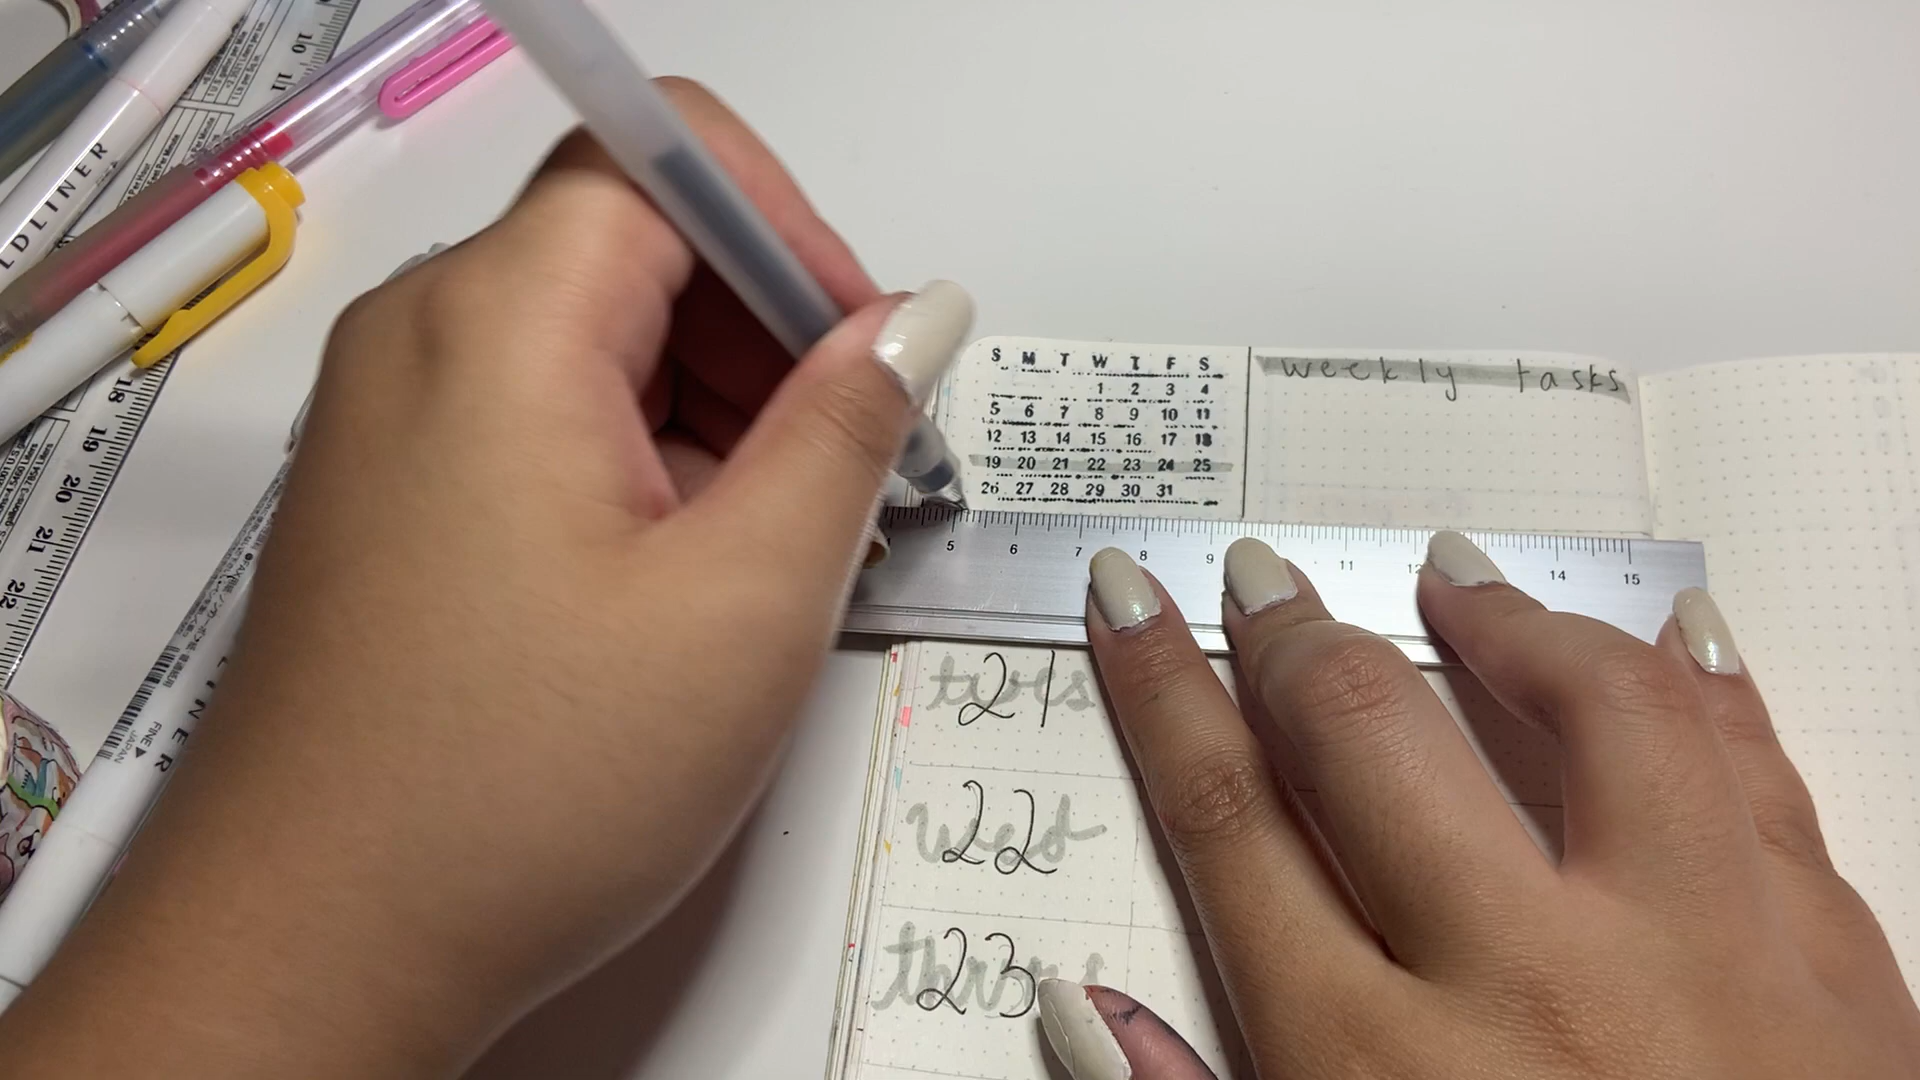 S M T W T F S
1 2 3 4
5 6 7 8 9 10 11
12 13 14 15 16 17 18
19 20 21 22 23 24 25
26 27 28 29 30 31
weekly tasks
5 6 7 8 9 11 14 15
tues
21
wed
22
thurs
23
10 11
18 19 20 21 22
LDLINER
FINE
JAPAN
INER